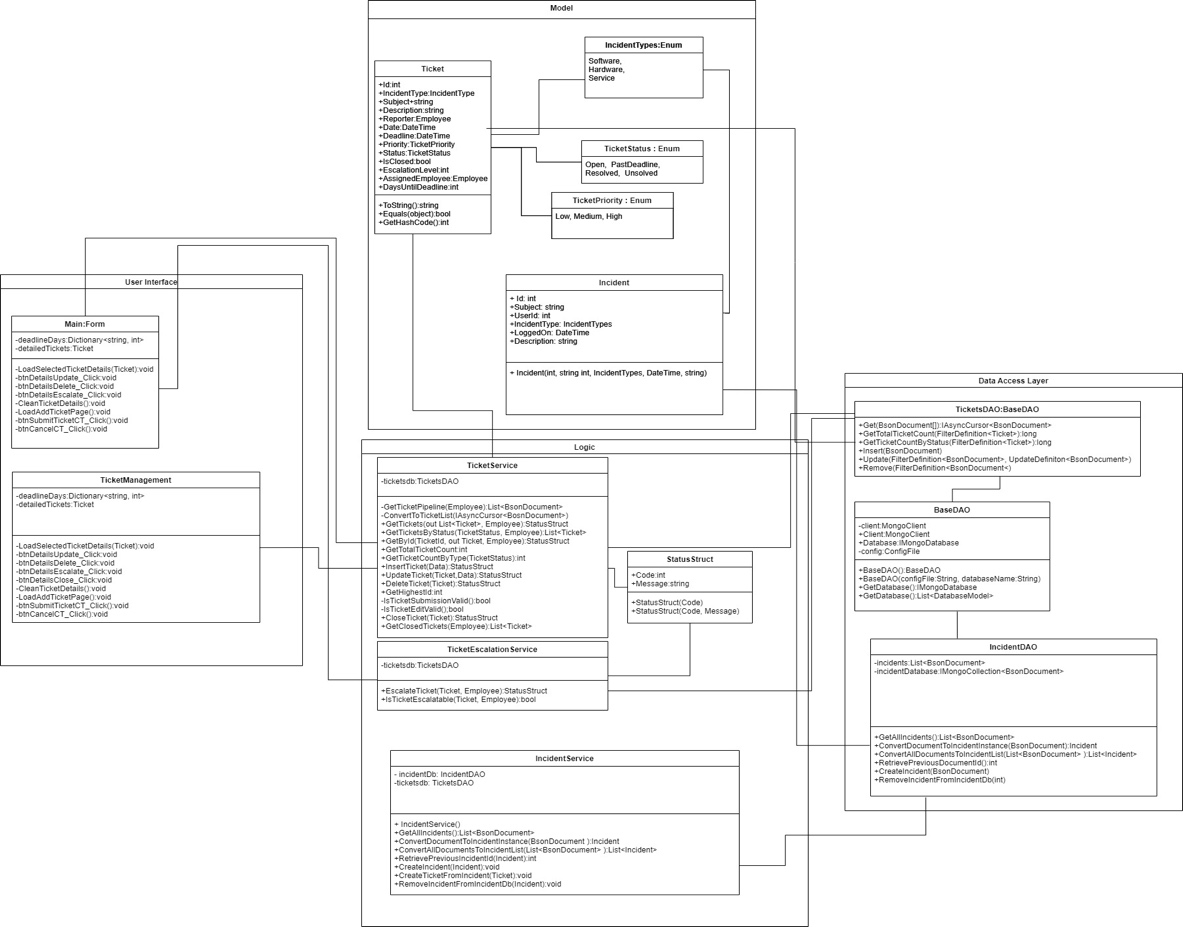 Model
IncidentTypes:Enum
Software,
Hardware,
Service
Ticket
+Id:int
+IncidentType:IncidentType
+Subject+string
+Description:string
+Reporter:Employee
+Date:DateTime
+Deadline:DateTime
+Priority:TicketPriority
+Status:TicketStatus
+IsClosed:bool
+EscalationLevel:int
+AssignedEmployee:Employee
+DaysUntilDeadline:int
+ToString():string
+Equals(object):bool
+GetHashCode():int
TicketStatus : Enum
Open, PastDeadline,
Resolved, Unsolved
TicketPriority : Enum
Low, Medium, High
Incident
+ Id: int
+Subject: string
+UserId: int
+IncidentType: IncidentTypes
+LoggedOn: DateTime
+Description: string
+ Incident(int, string int, IncidentTypes, DateTime, string)
User Interface
Main:Form
-deadlineDays:Dictionary<string, int>
-detailedTickets:Ticket
-LoadSelectedTicketDetails(Ticket):void
-btnDetailsUpdate_Click:void
-btnDetailsDelete_Click:void
-btnDetailsEscalate_Click:void
-CleanTicketDetails():void
-LoadAddTicketPage():void
-btnSubmitTicketCT_Click():void
-btnCancelCT_Click():void
TicketManagement
-deadlineDays:Dictionary<string, int>
-detailedTickets:Ticket
-LoadSelectedTicketDetails(Ticket):void
-btnDetailsUpdate_Click:void
-btnDetailsDelete_Click:void
-btnDetailsEscalate_Click:void
-btnDetailsClose_Click:void
-CleanTicketDetails():void
-LoadAddTicketPage():void
-btnSubmitTicketCT_Click():void
-btnCancelCT_Click():void
Logic
TicketService
-ticketsdb:TicketsDAO
-GetTicketPipeline(Employee):List<BsonDocument>
-ConvertToTicketList(IAsyncCursor<BosnDocument>)
+GetTickets(out List<Ticket>, Employee):StatusStruct
+GetTicketsByStatus(TicketStatus, Employee):List<Ticket>
+GetById(TicketId, out Ticket, Employee):StatusStruct
+GetTotalTicketCount:int
+GetTicketCountByType(TicketStatus):int
+InsertTicket(Data):StatusStruct
+UpdateTicket(Ticket,Data):StatusStruct
+DeleteTicket(Ticket):StatusStruct
+GetHighestId:int
-IsTicketSubmissionValid():bool
-IsTicketEditValid():bool
+CloseTicket(Ticket):StatusStruct
+GetClosedTickets(Employee):List<Ticket>
StatusStruct
+Code:int
+Message:string
+StatusStruct(Code)
+StatusStruct(Code, Message)
TicketEscalationService
-ticketsdb:TicketsDAO
+EscalateTicket(Ticket, Employee):StatusStruct
+IsTicketEscalatable(Ticket, Employee):bool
IncidentService
- incidentDb: IncidentDAO
-ticketsdb: TicketsDAO
+ IncidentService()
+GetAllIncidents():List<BsonDocument>
+ConvertDocumentToIncidentInstance(BsonDocument ):Incident
+ConvertAllDocumentsToIncidentList(List<BsonDocument> ):List<Incident>
+RetrievePreviousIncidentId(Incident):int
+CreateIncident(Incident):void
+CreateTicketFromIncident(Ticket):void
+RemoveIncidentFromIncidentDb(Incident):void
Data Access Layer
TicketsDAO:BaseDAO
+Get(BsonDocument[]):IAsyncCursor<BsonDocument>
+GetTotalTicketCount(FilterDefinition<Ticket>):long
+GetTicketCountByStatus(FilterDefinition<Ticket>):long
+Insert(BsonDocument)
+Update(FilterDefinition<BsonDocument>, UpdateDefiniton<BsonDocument>)
+Remove(FilterDefinition<BsonDocument<)
BaseDAO
-client:MongoClient
+Client:MongoClient
+Database:IMongoDatabase
-config:ConfigFile
+BaseDAO():BaseDAO
+BaseDAO(configFile:String, databaseName:String)
+GetDatabase():IMongoDatabase
+GetDatabase():List<DatabaseModel>
IncidentDAO
-incidents:List<BsonDocument>
-incidentDatabase:IMongoCollection<BsonDocument>
+GetAllIncidents():List<BsonDocument>
+ConvertDocumentToIncidentInstance(BsonDocument):Incident
+ConvertAllDocumentsToIncidentList(List<BsonDocument> ):List<Incident>
+RetrievePreviousDocumentId():int
+CreateIncident(BsonDocument)
+RemoveIncidentFromIncidentDb(int)